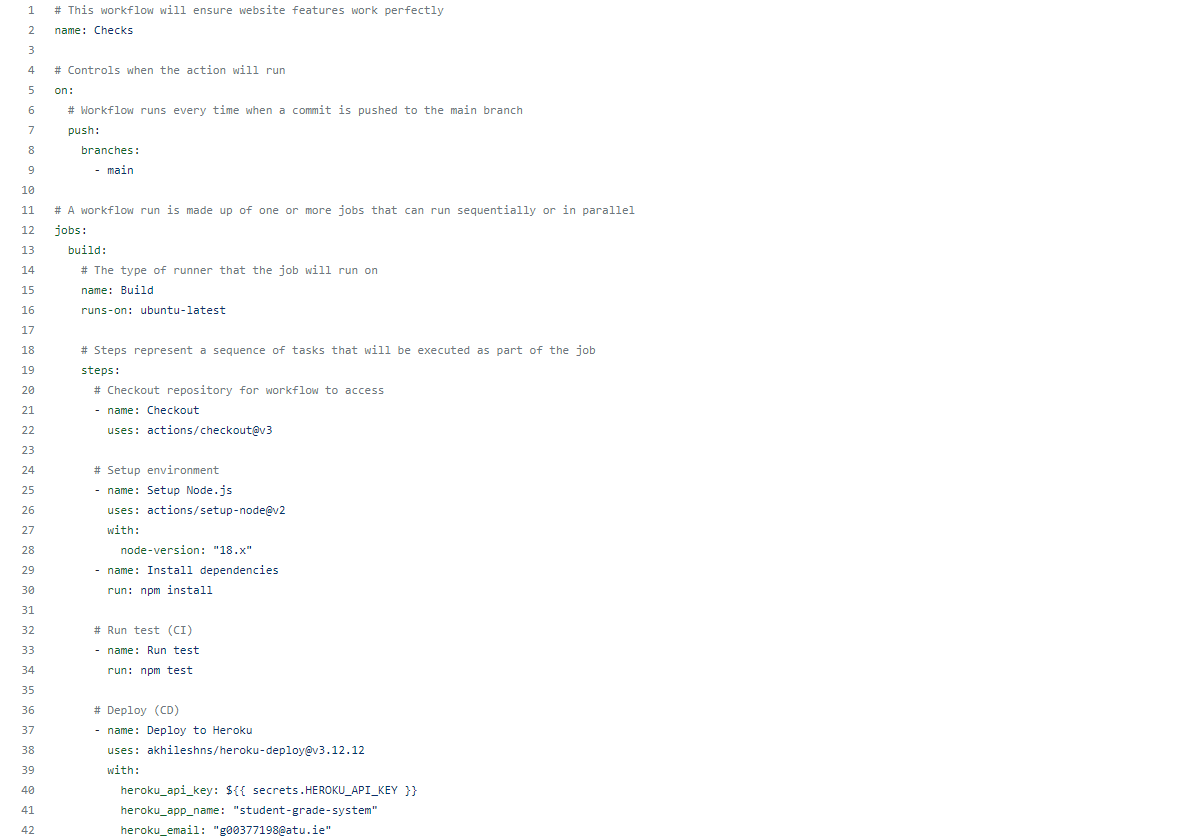 1 # This workflow will ensure website features work perfectly
2 name: Checks
3
4 # Controls when the action will run
5 on:
6   # Workflow runs every time when a commit is pushed to the main branch
7   push:
8     branches:
9       - main
10
11 # A workflow run is made up of one or more jobs that can run sequentially or in parallel
12 jobs:
13   build:
14     # The type of runner that the job will run on
15     name: Build
16     runs-on: ubuntu-latest
17
18     # Steps represent a sequence of tasks that will be executed as part of the job
19     steps:
20       # Checkout repository for workflow to access
21       - name: Checkout
22         uses: actions/checkout@v3
23
24       # Setup environment
25       - name: Setup Node.js
26         uses: actions/setup-node@v2
27         with:
28           node-version: "18.x"
29       - name: Install dependencies
30         run: npm install
31
32       # Run test (CI)
33       - name: Run test
34         run: npm test
35
36       # Deploy (CD)
37       - name: Deploy to Heroku
38         uses: akhileshns/heroku-deploy@v3.12.12
39         with:
40           heroku_api_key: ${{ secrets.HEROKU_API_KEY }}
41           heroku_app_name: "student-grade-system"
42           heroku_email: "g00377198@atu.ie"